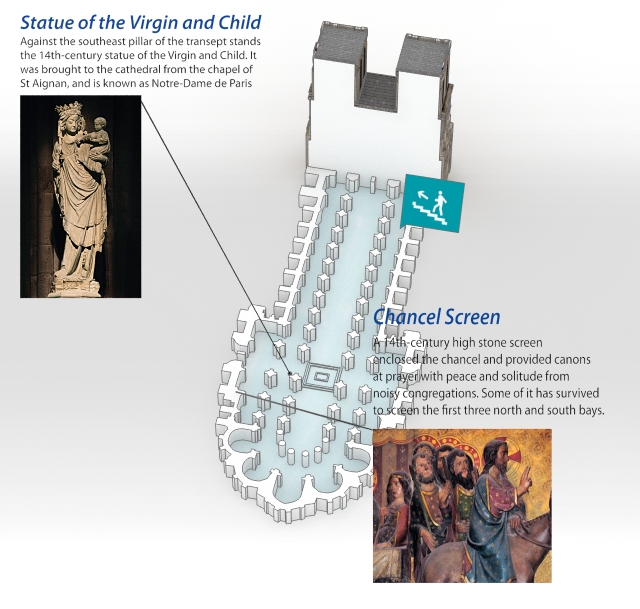 Statue of the Virgin and Child
Against the southeast pillar of the transept stands
the 14th-century statue of the Virgin and Child. It
was brought to the cathedral from the chapel of
St Aignan, and is known as Notre-Dame de Paris
Chancel Screen
A 14th-century high stone screen
enclosed the chancel and provided canons
at prayer with peace and solitude from
noisy congregations. Some of it has survived
to screen the first three north and south bays.